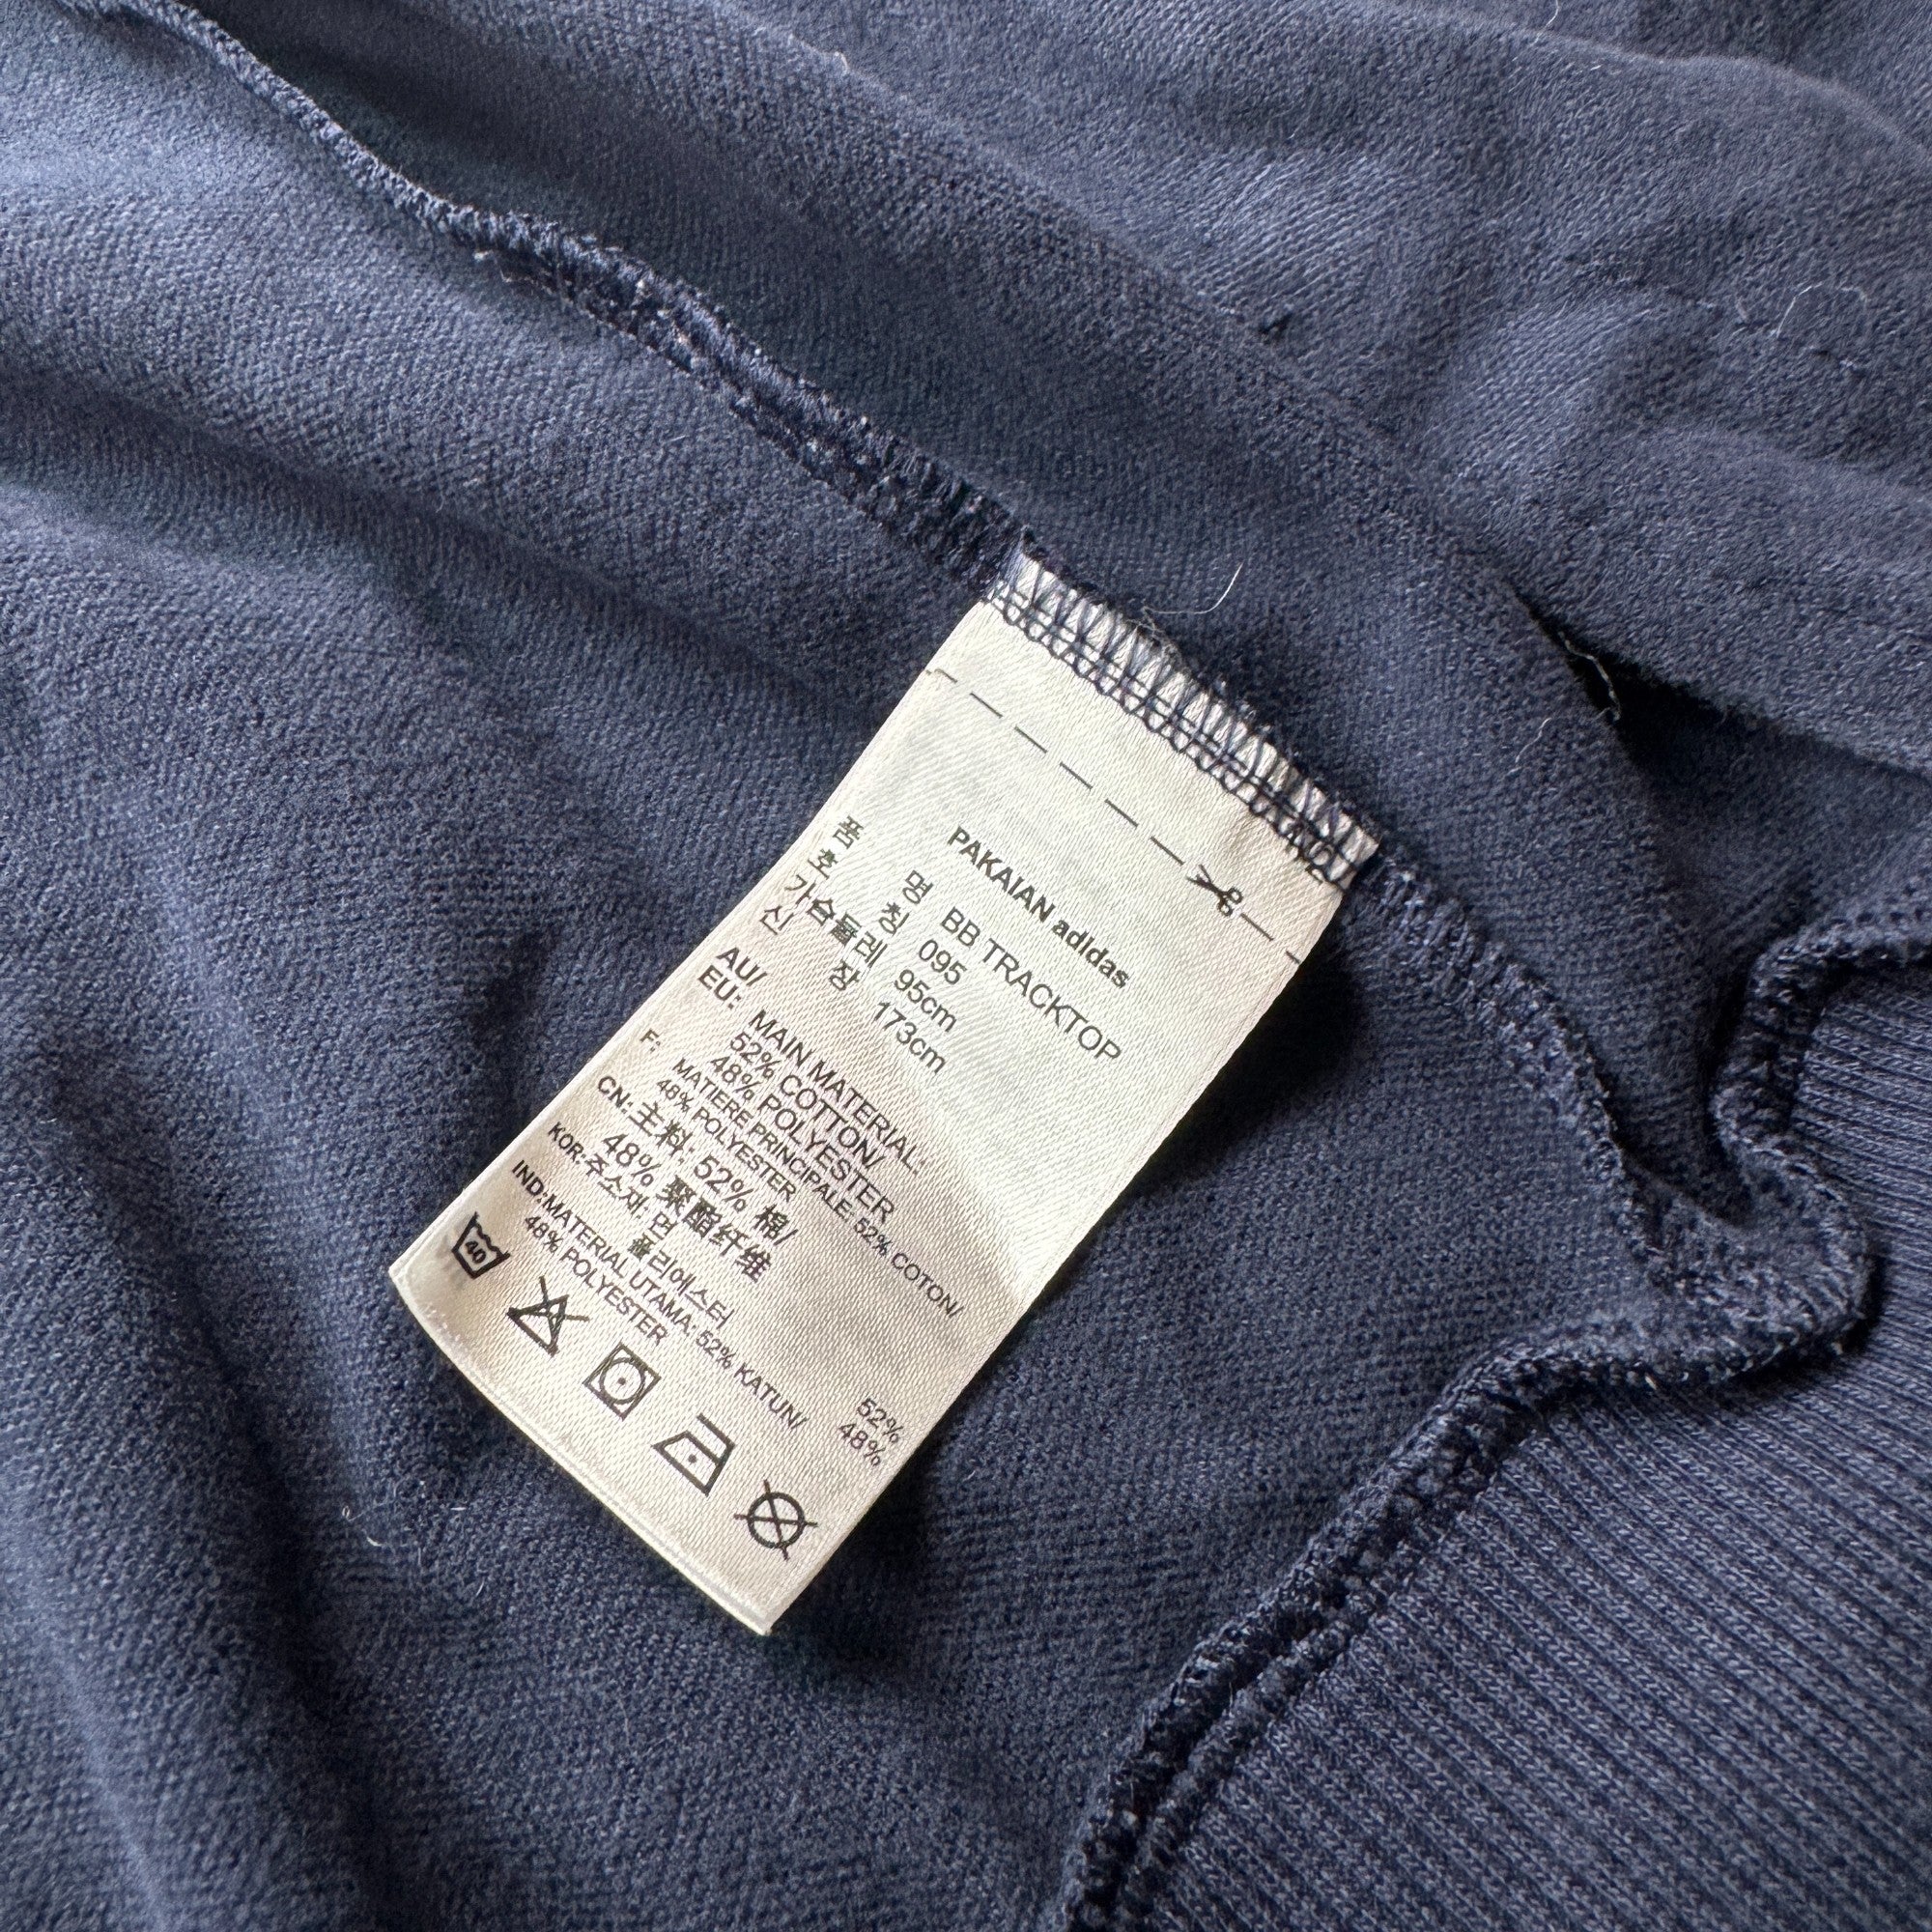 PAKAIAN adidas
품 명 BB TRACKTOP
호 칭 095
가슴둘레 95cm
신 장 173cm
AU/
EU: MAIN MATERIAL:
52% COTTON/
48% POLYESTER
F: MATIERE PRINCIPALE: 52% COTON/
48% POLYESTER
CN: 主料: 52% 棉/
48% 聚酯纤维
KOR: 주소재: 면 52%
폴리에스터 48%
IND: MATERIAL UTAMA: 52% KATUN/
48% POLYESTER
40